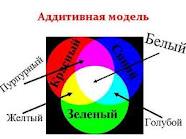 Аддитивная модель
Белый
Синий
Красный
Пурпурный
Зеленый
Желтый
Голубой